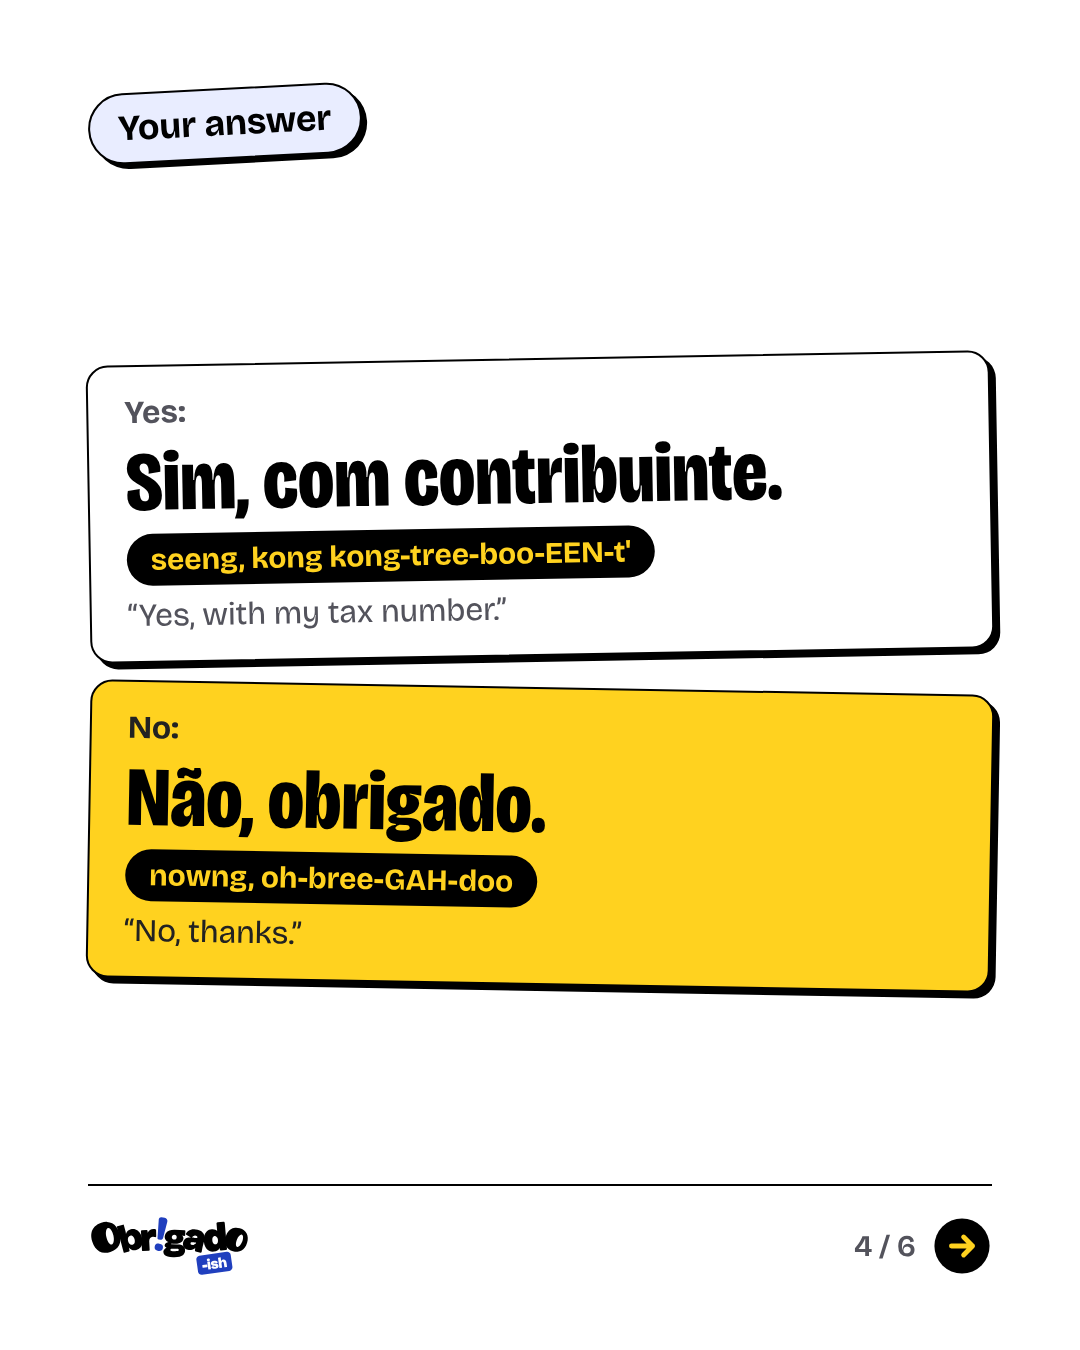 Your answer
Yes:
Sim, com contribuinte.
seeng, kong kong-tree-boo-EEN-t'
“Yes, with my tax number.”
No:
Não, obrigado.
nowng, oh-bree-GAH-doo
“No, thanks.”
Obr!gado
-ish
4 / 6